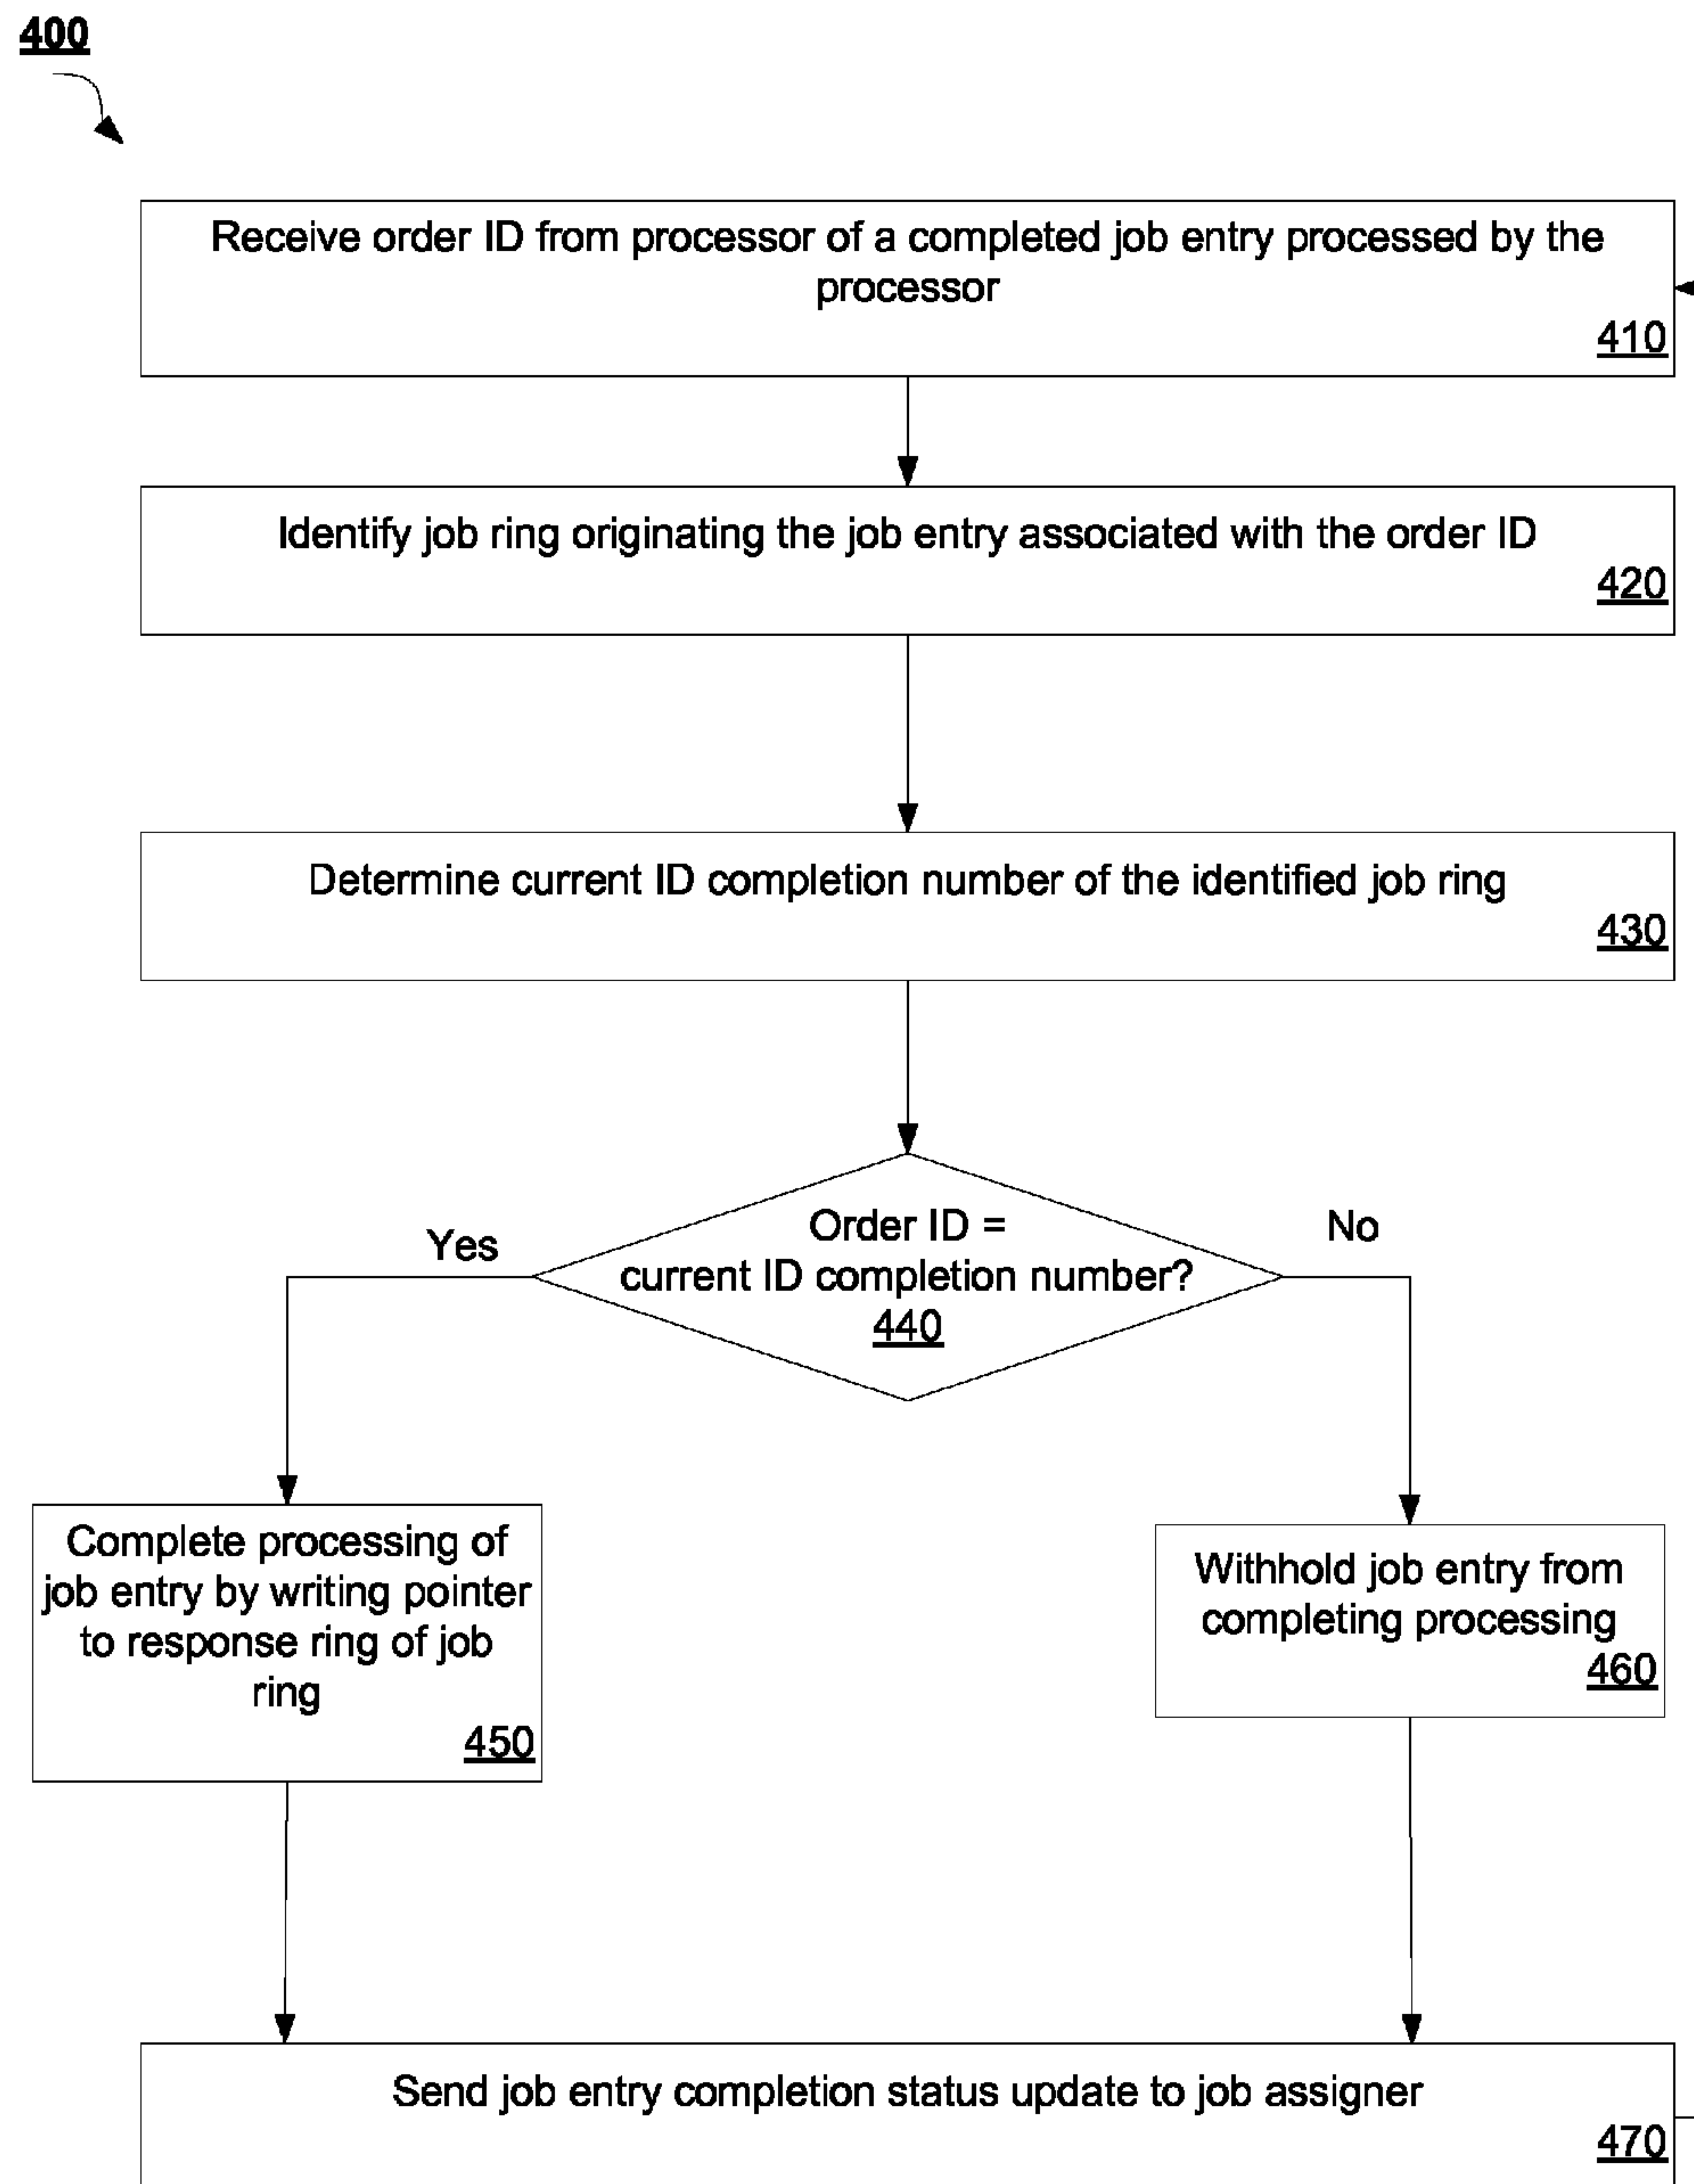 400
Receive order ID from processor of a completed job entry processed by the
processor
410
Identify job ring originating the job entry associated with the order ID
420
Determine current ID completion number of the identified job ring
430
Order ID =
current ID completion number?
440
Yes
No
Complete processing of
job entry by writing pointer
to response ring of job
ring
450
Withhold job entry from
completing processing
460
Send job entry completion status update to job assigner
470